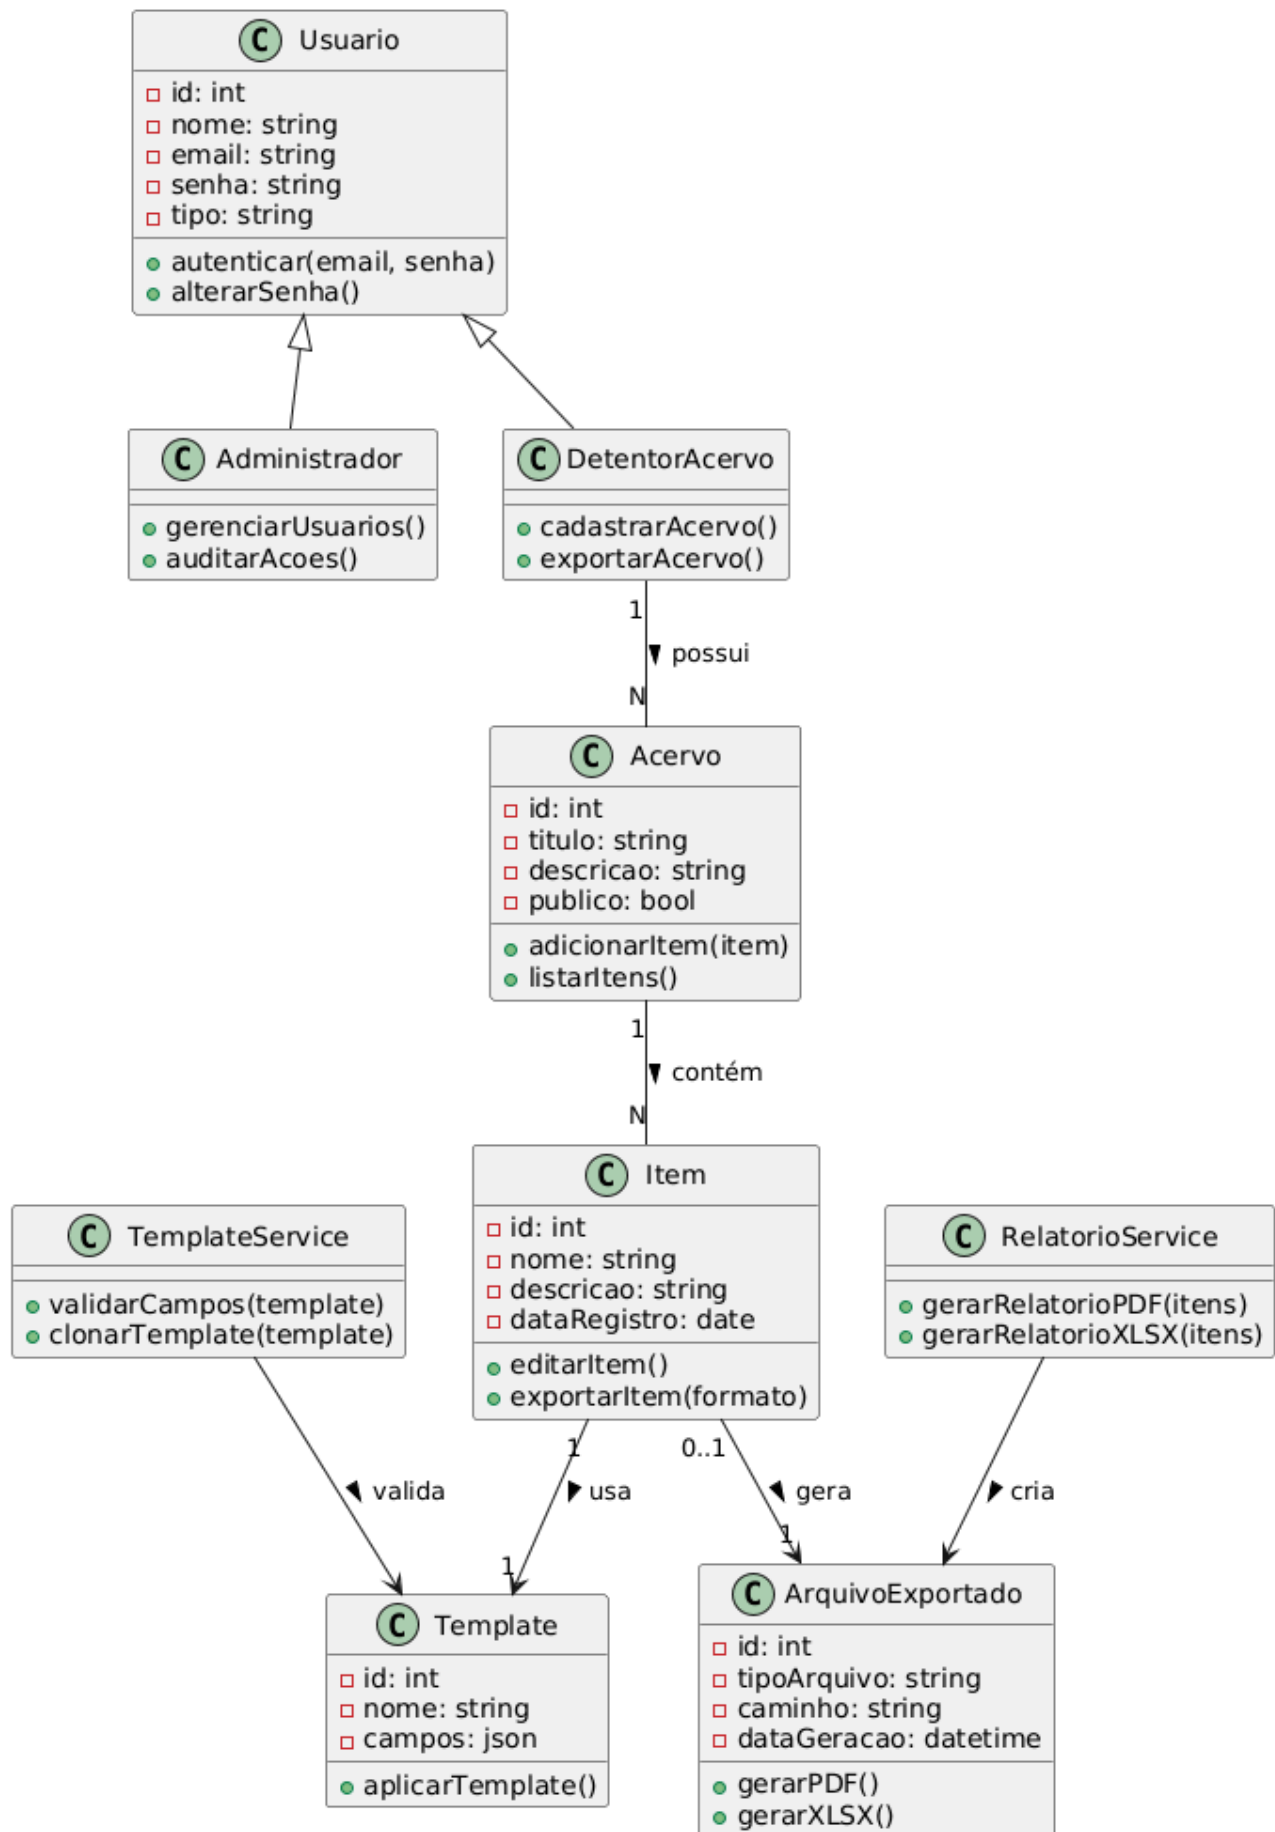 C Usuario
id: int
nome: string
email: string
senha: string
tipo: string
autenticar(email, senha)
alterarSenha()
C Administrador
gerenciarUsuarios()
auditarAcoes()
C DetentorAcervo
cadastrarAcervo()
exportarAcervo()
1
possui
N
C Acervo
id: int
titulo: string
descricao: string
publico: bool
adicionarItem(item)
listarItens()
1
contém
N
C TemplateService
validarCampos(template)
clonarTemplate(template)
C Item
id: int
nome: string
descricao: string
dataRegistro: date
editarItem()
exportarItem(formato)
C RelatorioService
gerarRelatorioPDF(itens)
gerarRelatorioXLSX(itens)
valida
1
usa
1
0..1
gera
1
cria
C Template
id: int
nome: string
campos: json
aplicarTemplate()
C ArquivoExportado
id: int
tipoArquivo: string
caminho: string
dataGeracao: datetime
gerarPDF()
gerarXLSX()